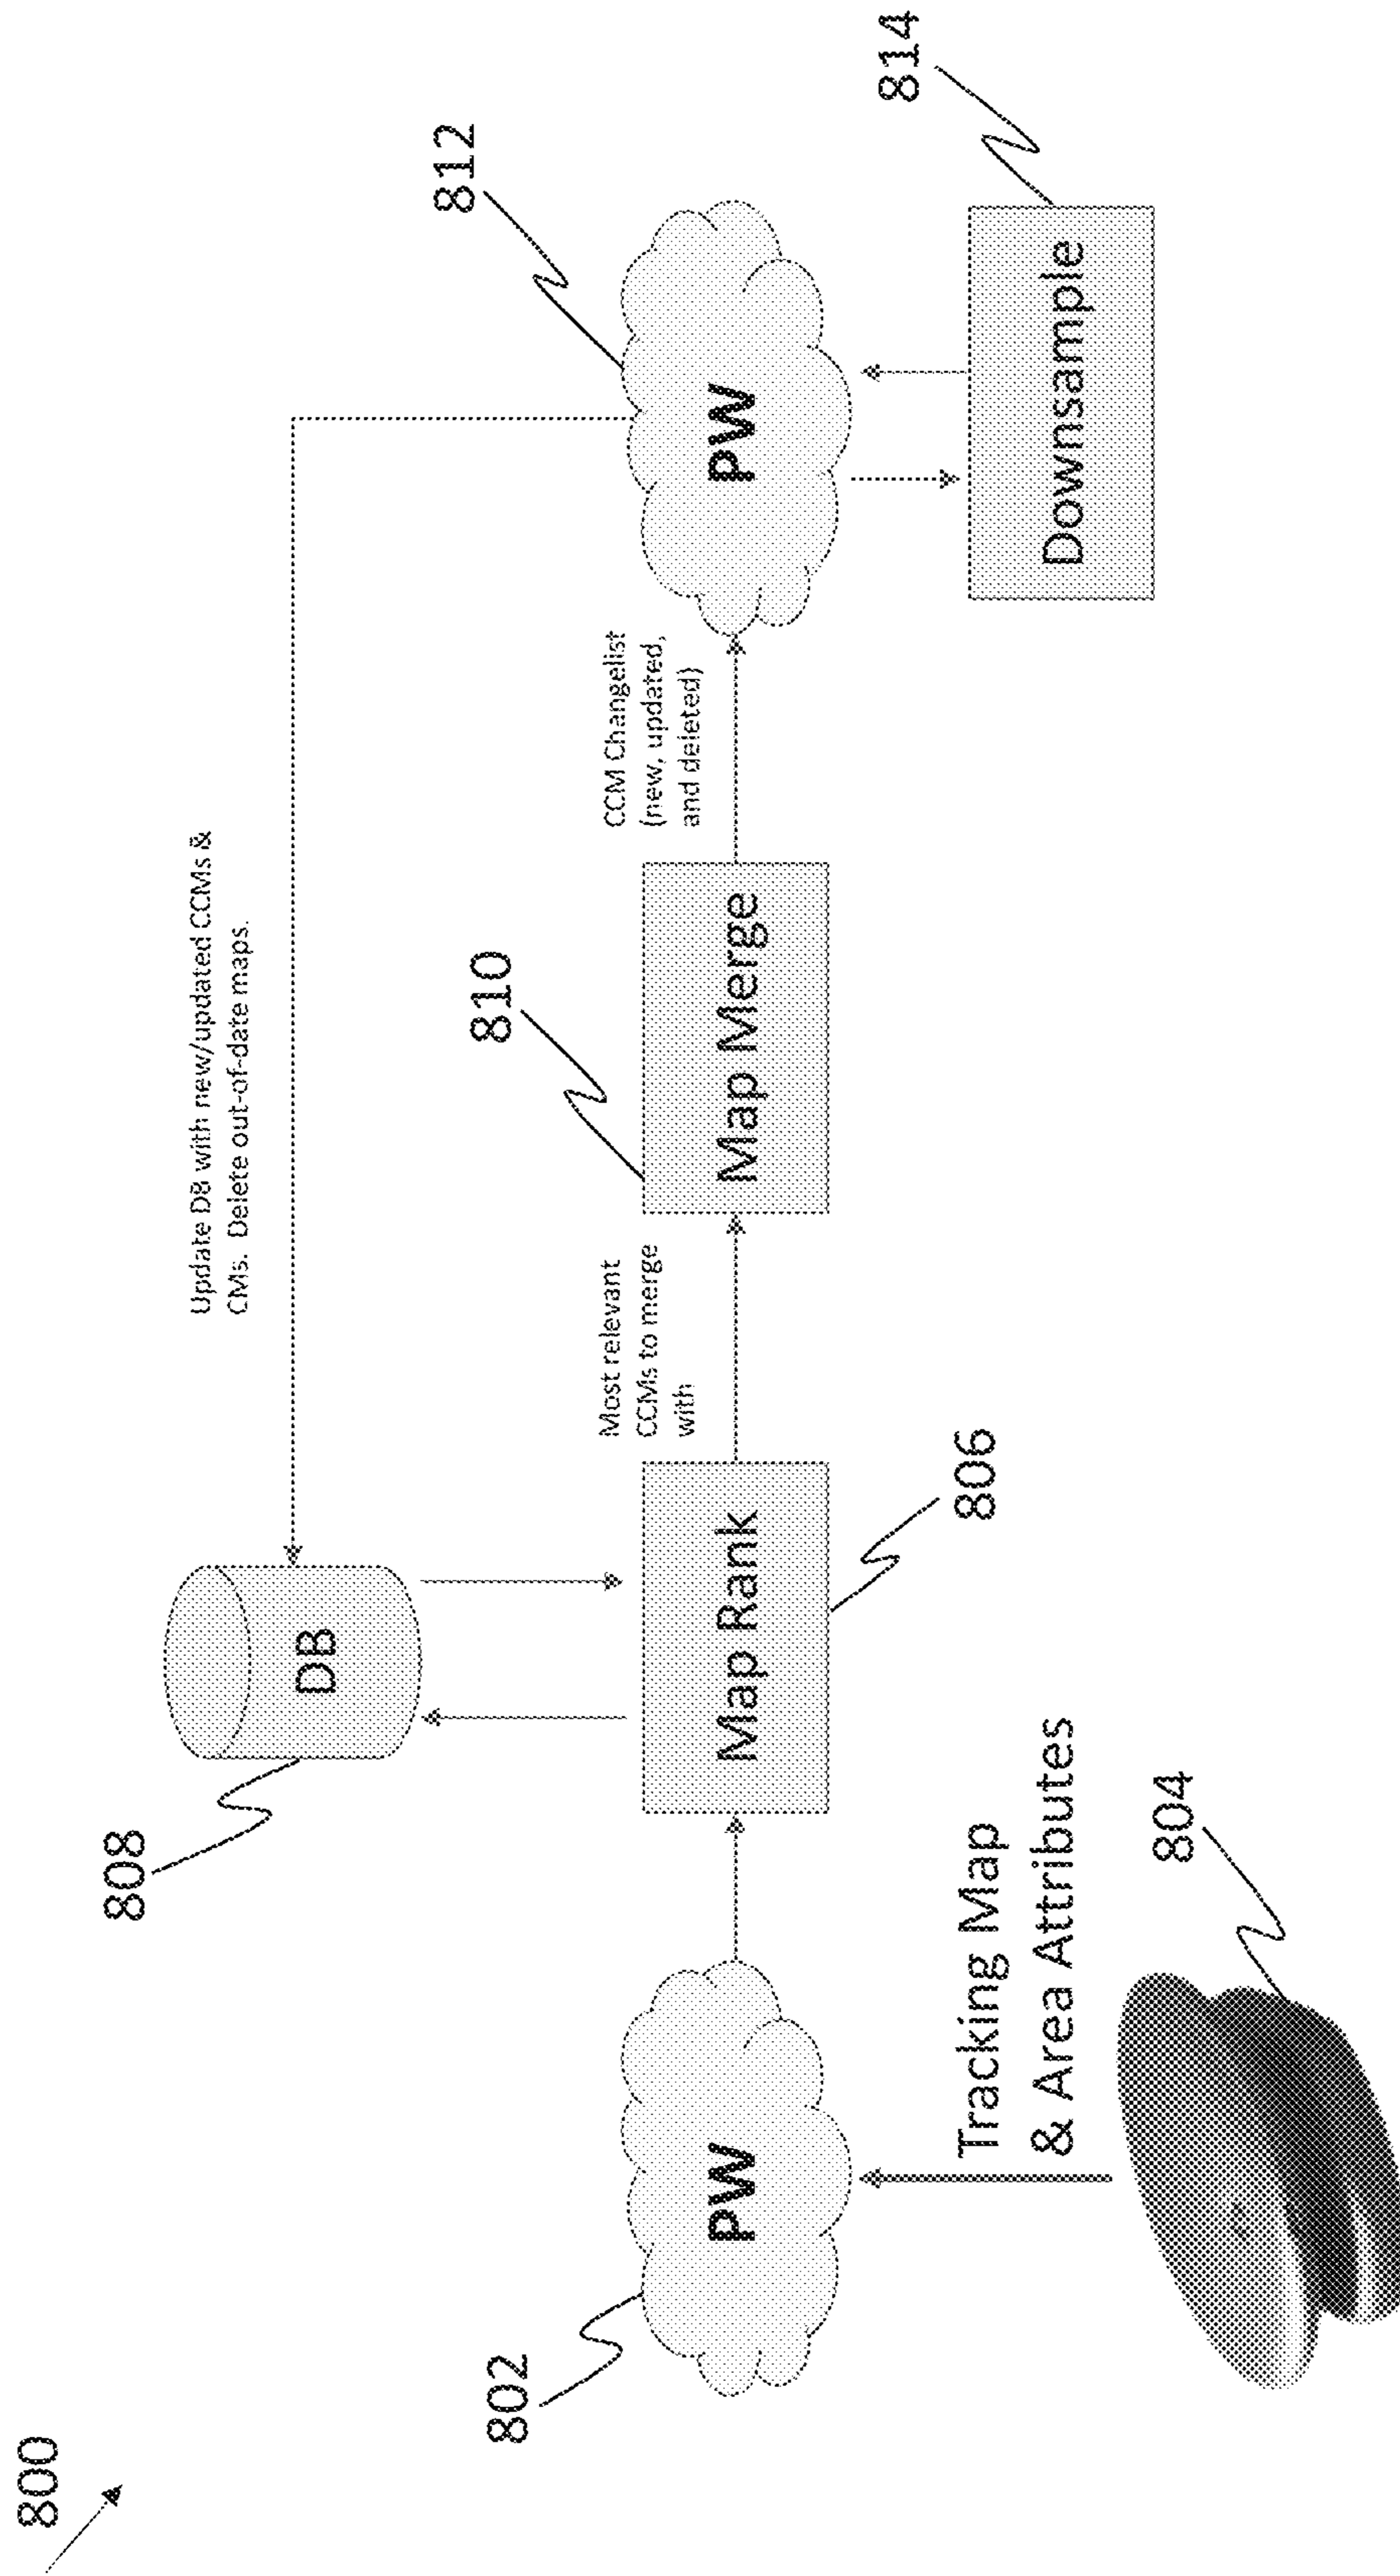 800
808
DB
Update DB with new/updated CCMs &
CMs. Delete out-of-date maps.
802
PW
Map Rank
806
Most relevant
CCMs to merge
with
810
Map Merge
CCM Changelist
(new, updated,
and deleted)
812
PW
814
Downsample
Tracking Map
& Area Attributes
804